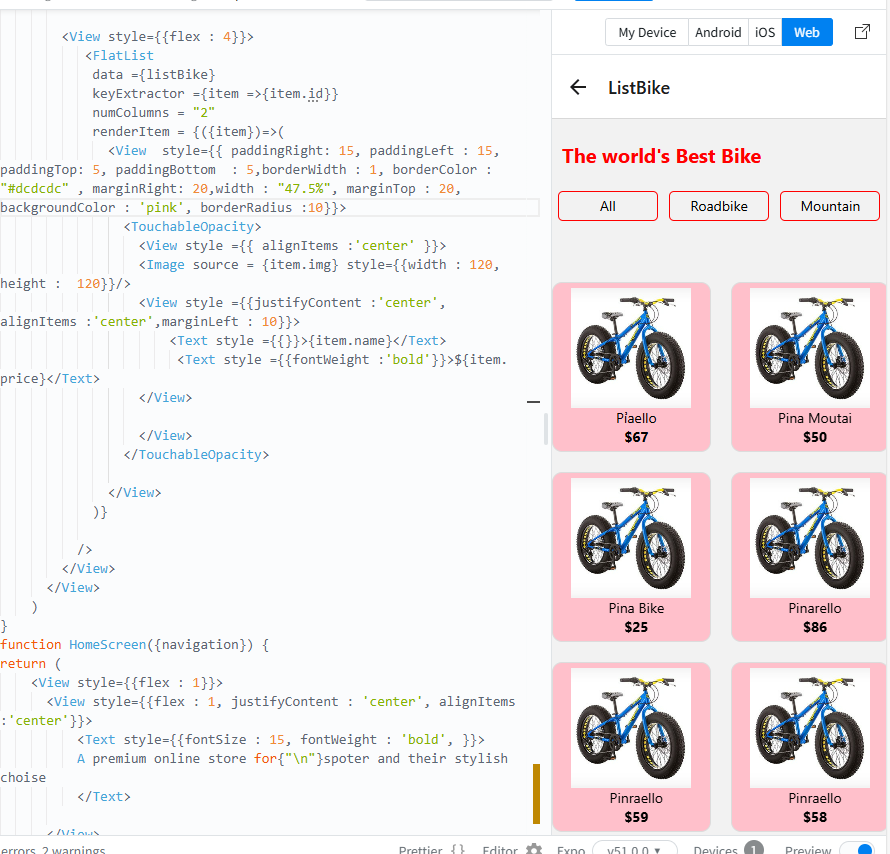 <View style={{flex : 4}}>
<FlatList
data ={listBike}
keyExtractor ={item =>{item.id}}
numColumns = "2"
renderItem = {({item})=>(
<View  style={{ paddingRight: 15, paddingLeft : 15,
paddingTop: 5, paddingBottom  : 5,borderWidth : 1, borderColor :
"#dcdcdc" , marginRight: 20,width : "47.5%", marginTop : 20,
backgroundColor : 'pink', borderRadius :10}}>
<TouchableOpacity>
<View style ={{ alignItems :'center' }}>
<Image source = {item.img} style={{width : 120,
height :  120}}/>
<View style ={{justifyContent :'center',
alignItems :'center',marginLeft : 10}}>
<Text style ={{}}>{item.name}</Text>
<Text style ={{fontWeight :'bold'}}>${item.
price}</Text>
</View>
</View>
</TouchableOpacity>
</View>
)}
/>
</View>
</View>
)
}
function HomeScreen({navigation}) {
return (
<View style={{flex : 1}}>
<View style={{flex : 1, justifyContent : 'center', alignItems
:'center'}}>
<Text style={{fontSize : 15, fontWeight : 'bold', }}>
A premium online store for{"\n"}spoter and their stylish
choise
</Text>
</View>
My Device Android iOS Web
ListBike
The world's Best Bike
All Roadbike Mountain
Piaello Pina Moutai
$67 $50
Pina Bike Pinarello
$25 $86
Pinraello Pinraello
$59 $58
errors, 2 warnings Prettier {} Editor Expo v51.0.0 Devices 1 Preview